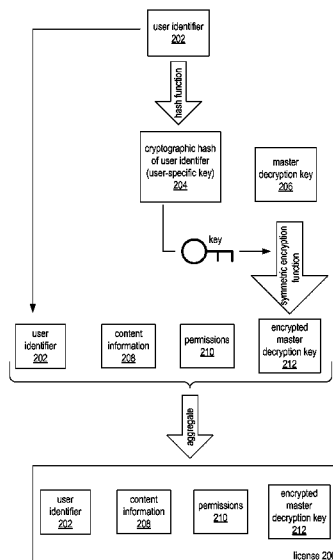 user identifier
202
hash function
cryptographic hash
of user identifer
(user-specific key)
204
master
decryption key
206
key
symmetric encryption
function
user
identifier
202
content
information
208
permissions
210
encrypted
master
decryption key
212
aggregate
user
identifier
202
content
information
208
permissions
210
encrypted
master
decryption key
212
license 200